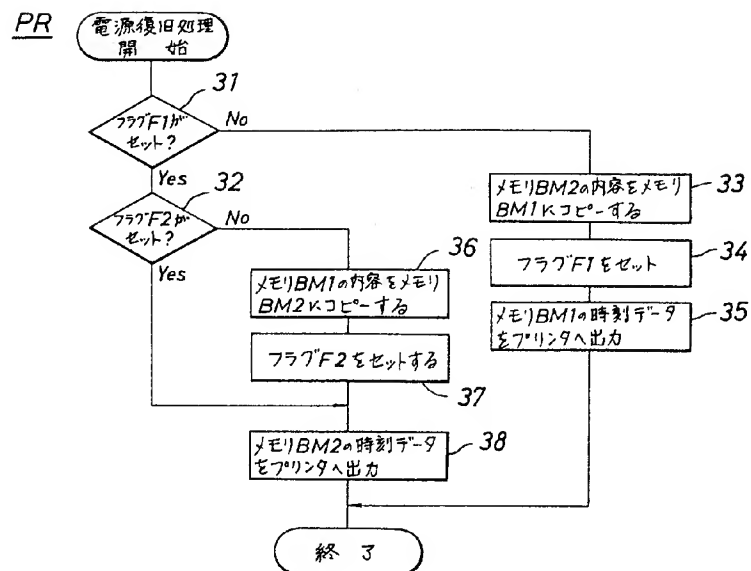 PR
電源復旧処理
開始
31
フラグF1が
セット?
No
Yes
32
フラグF2が
セット?
No
Yes
メモリBM2の内容をメモリ
BM1にコピーする
33
フラグF1をセット
34
メモリBM1の時刻データ
をプリンタへ出力
35
36
メモリBM1の内容をメモリ
BM2にコピーする
フラグF2をセットする
37
メモリBM2の時刻データ
をプリンタへ出力
38
終了